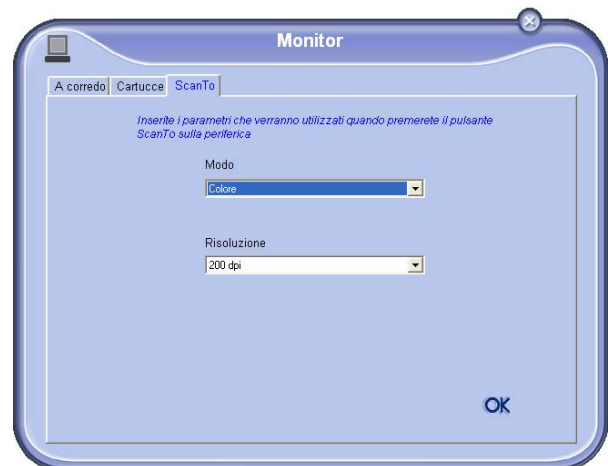 Monitor
A corredo Cartucce ScanTo
Inserite i parametri che verranno utilizzati quando premerete il pulsante
ScanTo sulla periferica
Modo
Colore
Risoluzione
200 dpi
OK